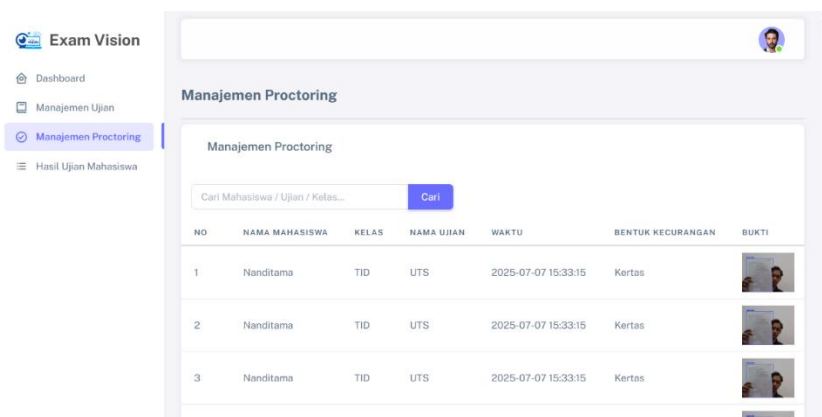 Exam Vision
Dashboard
Manajemen Ujian
Manajemen Proctoring
Hasil Ujian Mahasiswa
Manajemen Proctoring
Manajemen Proctoring
Cari Mahasiswa / Ujian / Kelas...
Cari
NO NAMA MAHASISWA KELAS NAMA UJIAN WAKTU BENTUK KECURANGAN BUKTI
1 Nanditama TID UTS 2025-07-07 15:33:15 Kertas
2 Nanditama TID UTS 2025-07-07 15:33:15 Kertas
3 Nanditama TID UTS 2025-07-07 15:33:15 Kertas